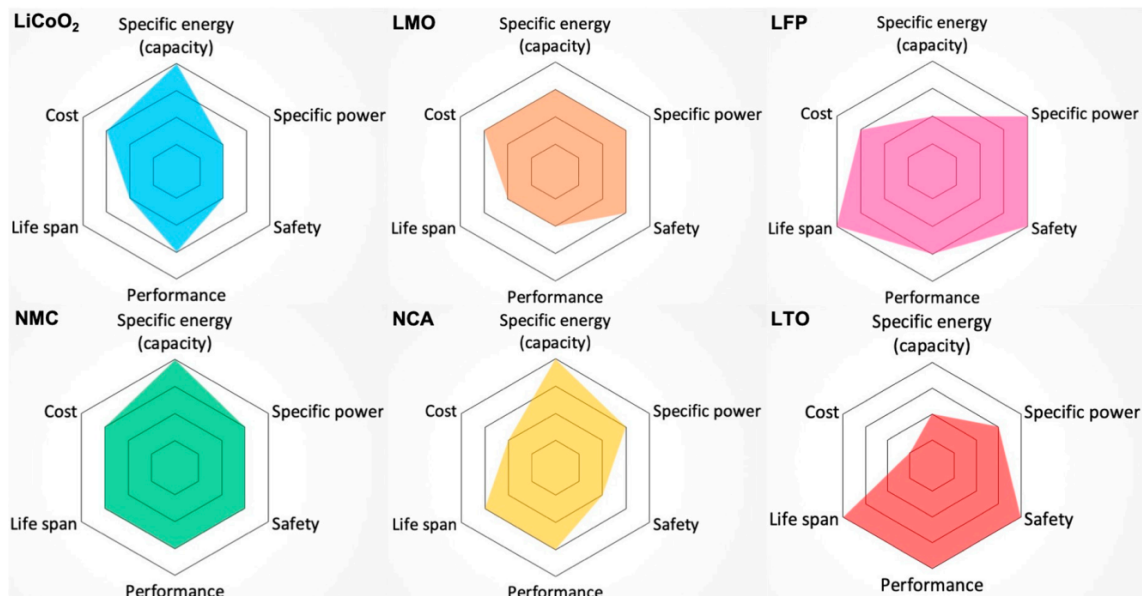 LiCoO₂
Specific energy
(capacity)
Cost
Specific power
Life span
Safety
Performance
LMO
Specific energy
(capacity)
Cost
Specific power
Life span
Safety
Performance
LFP
Specific energy
(capacity)
Cost
Specific power
Life span
Safety
Performance
NMC
Specific energy
(capacity)
Cost
Specific power
Life span
Safety
Performance
NCA
Specific energy
(capacity)
Cost
Specific power
Life span
Safety
Performance
LTO
Specific energy
(capacity)
Cost
Specific power
Life span
Safety
Performance